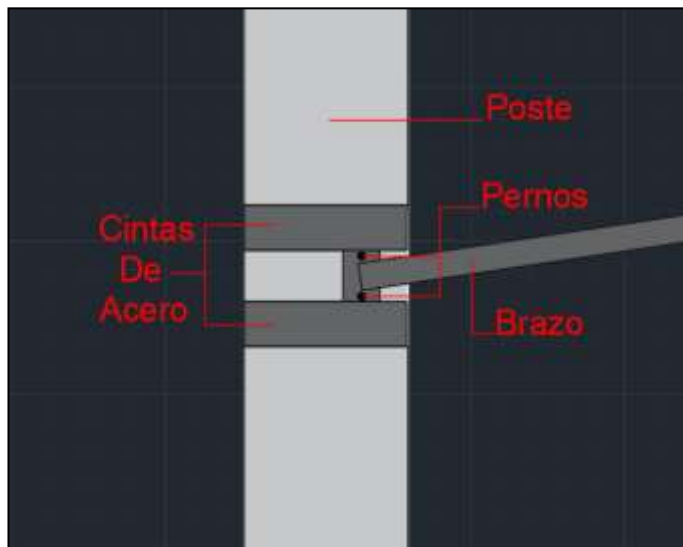 Poste
Pernos
Cintas
De
Acero
Brazo